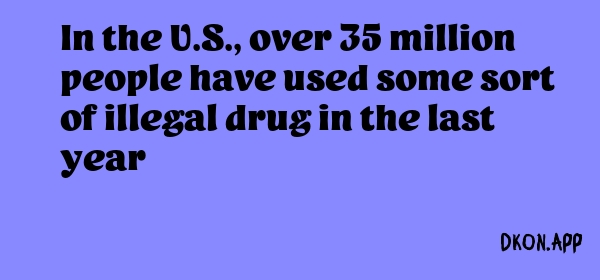 In the U.S., over 35 million
people have used some sort
of illegal drug in the last
year
DKON.APP